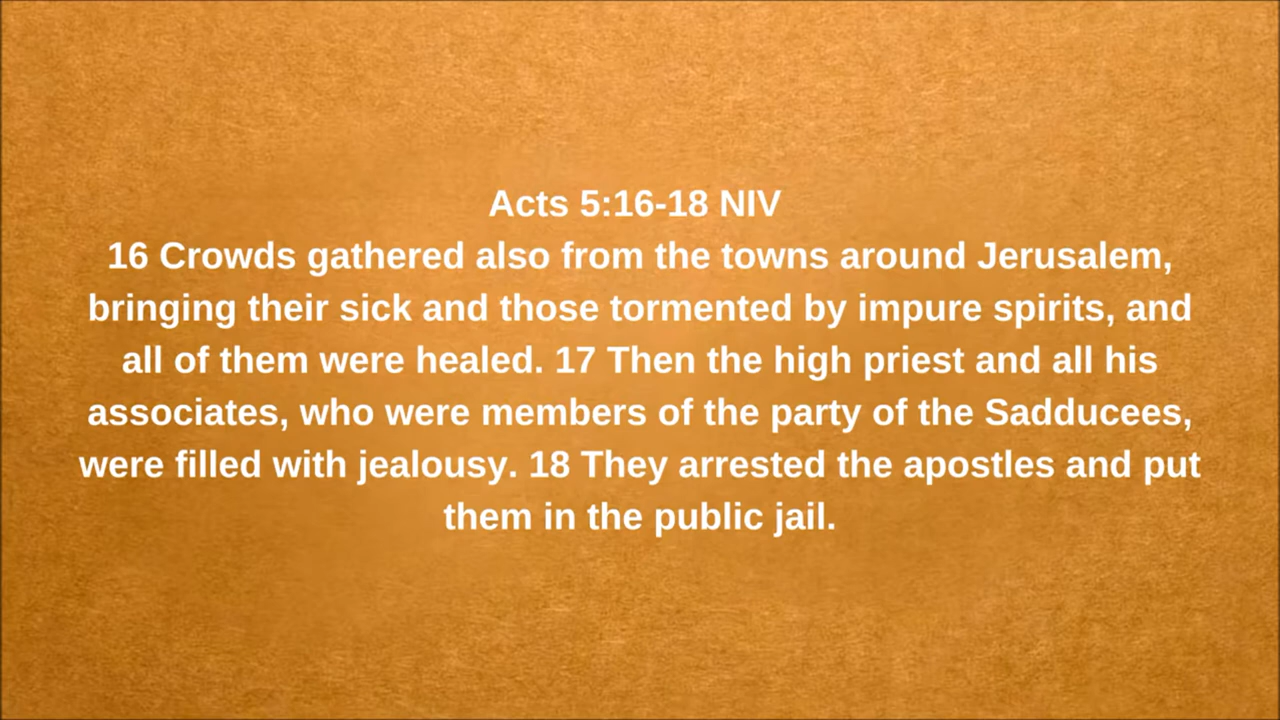 Acts 5:16-18 NIV
16 Crowds gathered also from the towns around Jerusalem,
bringing their sick and those tormented by impure spirits, and
all of them were healed. 17 Then the high priest and all his
associates, who were members of the party of the Sadducees,
were filled with jealousy. 18 They arrested the apostles and put
them in the public jail.